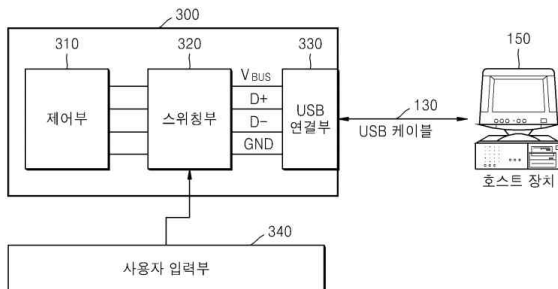 300
310
320
330
150
제어부
스위칭부
VBUS
D+
D-
GND
USB
연결부
130
USB 케이블
호스트 장치
340
사용자 입력부